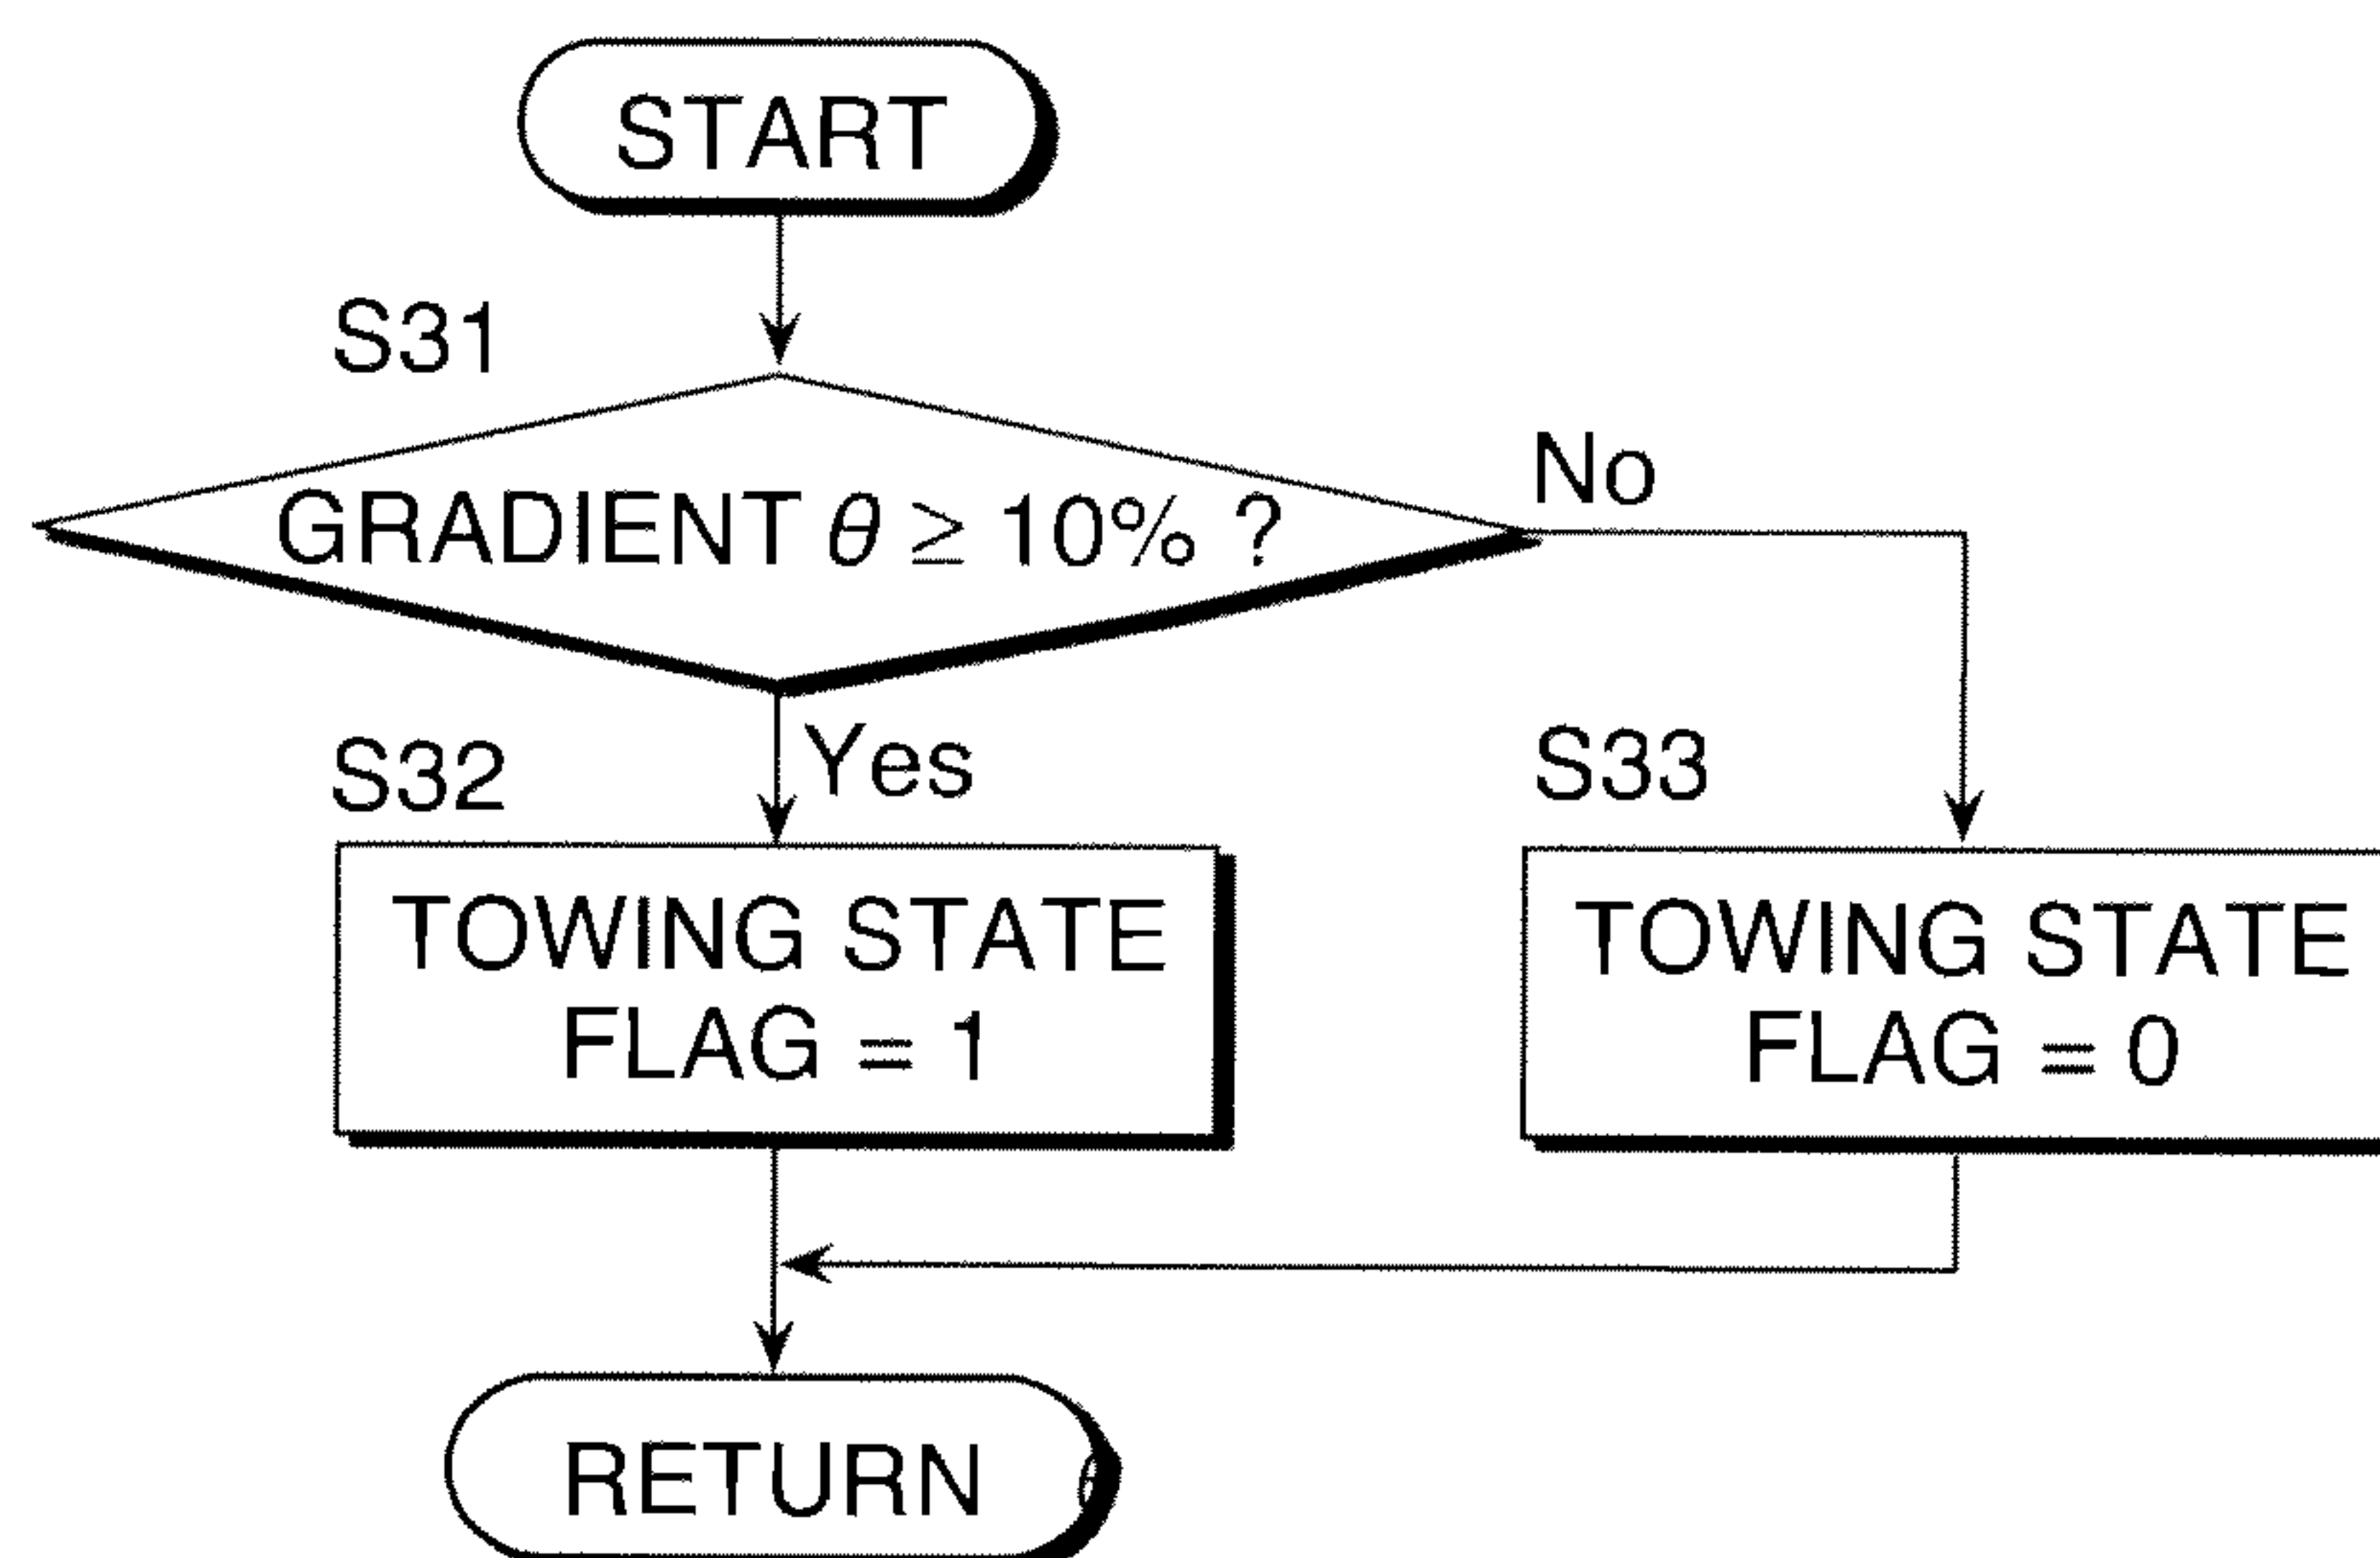 START
S31
GRADIENT θ ≥ 10% ?
No
Yes
S32
S33
TOWING STATE
FLAG = 1
TOWING STATE
FLAG = 0
RETURN